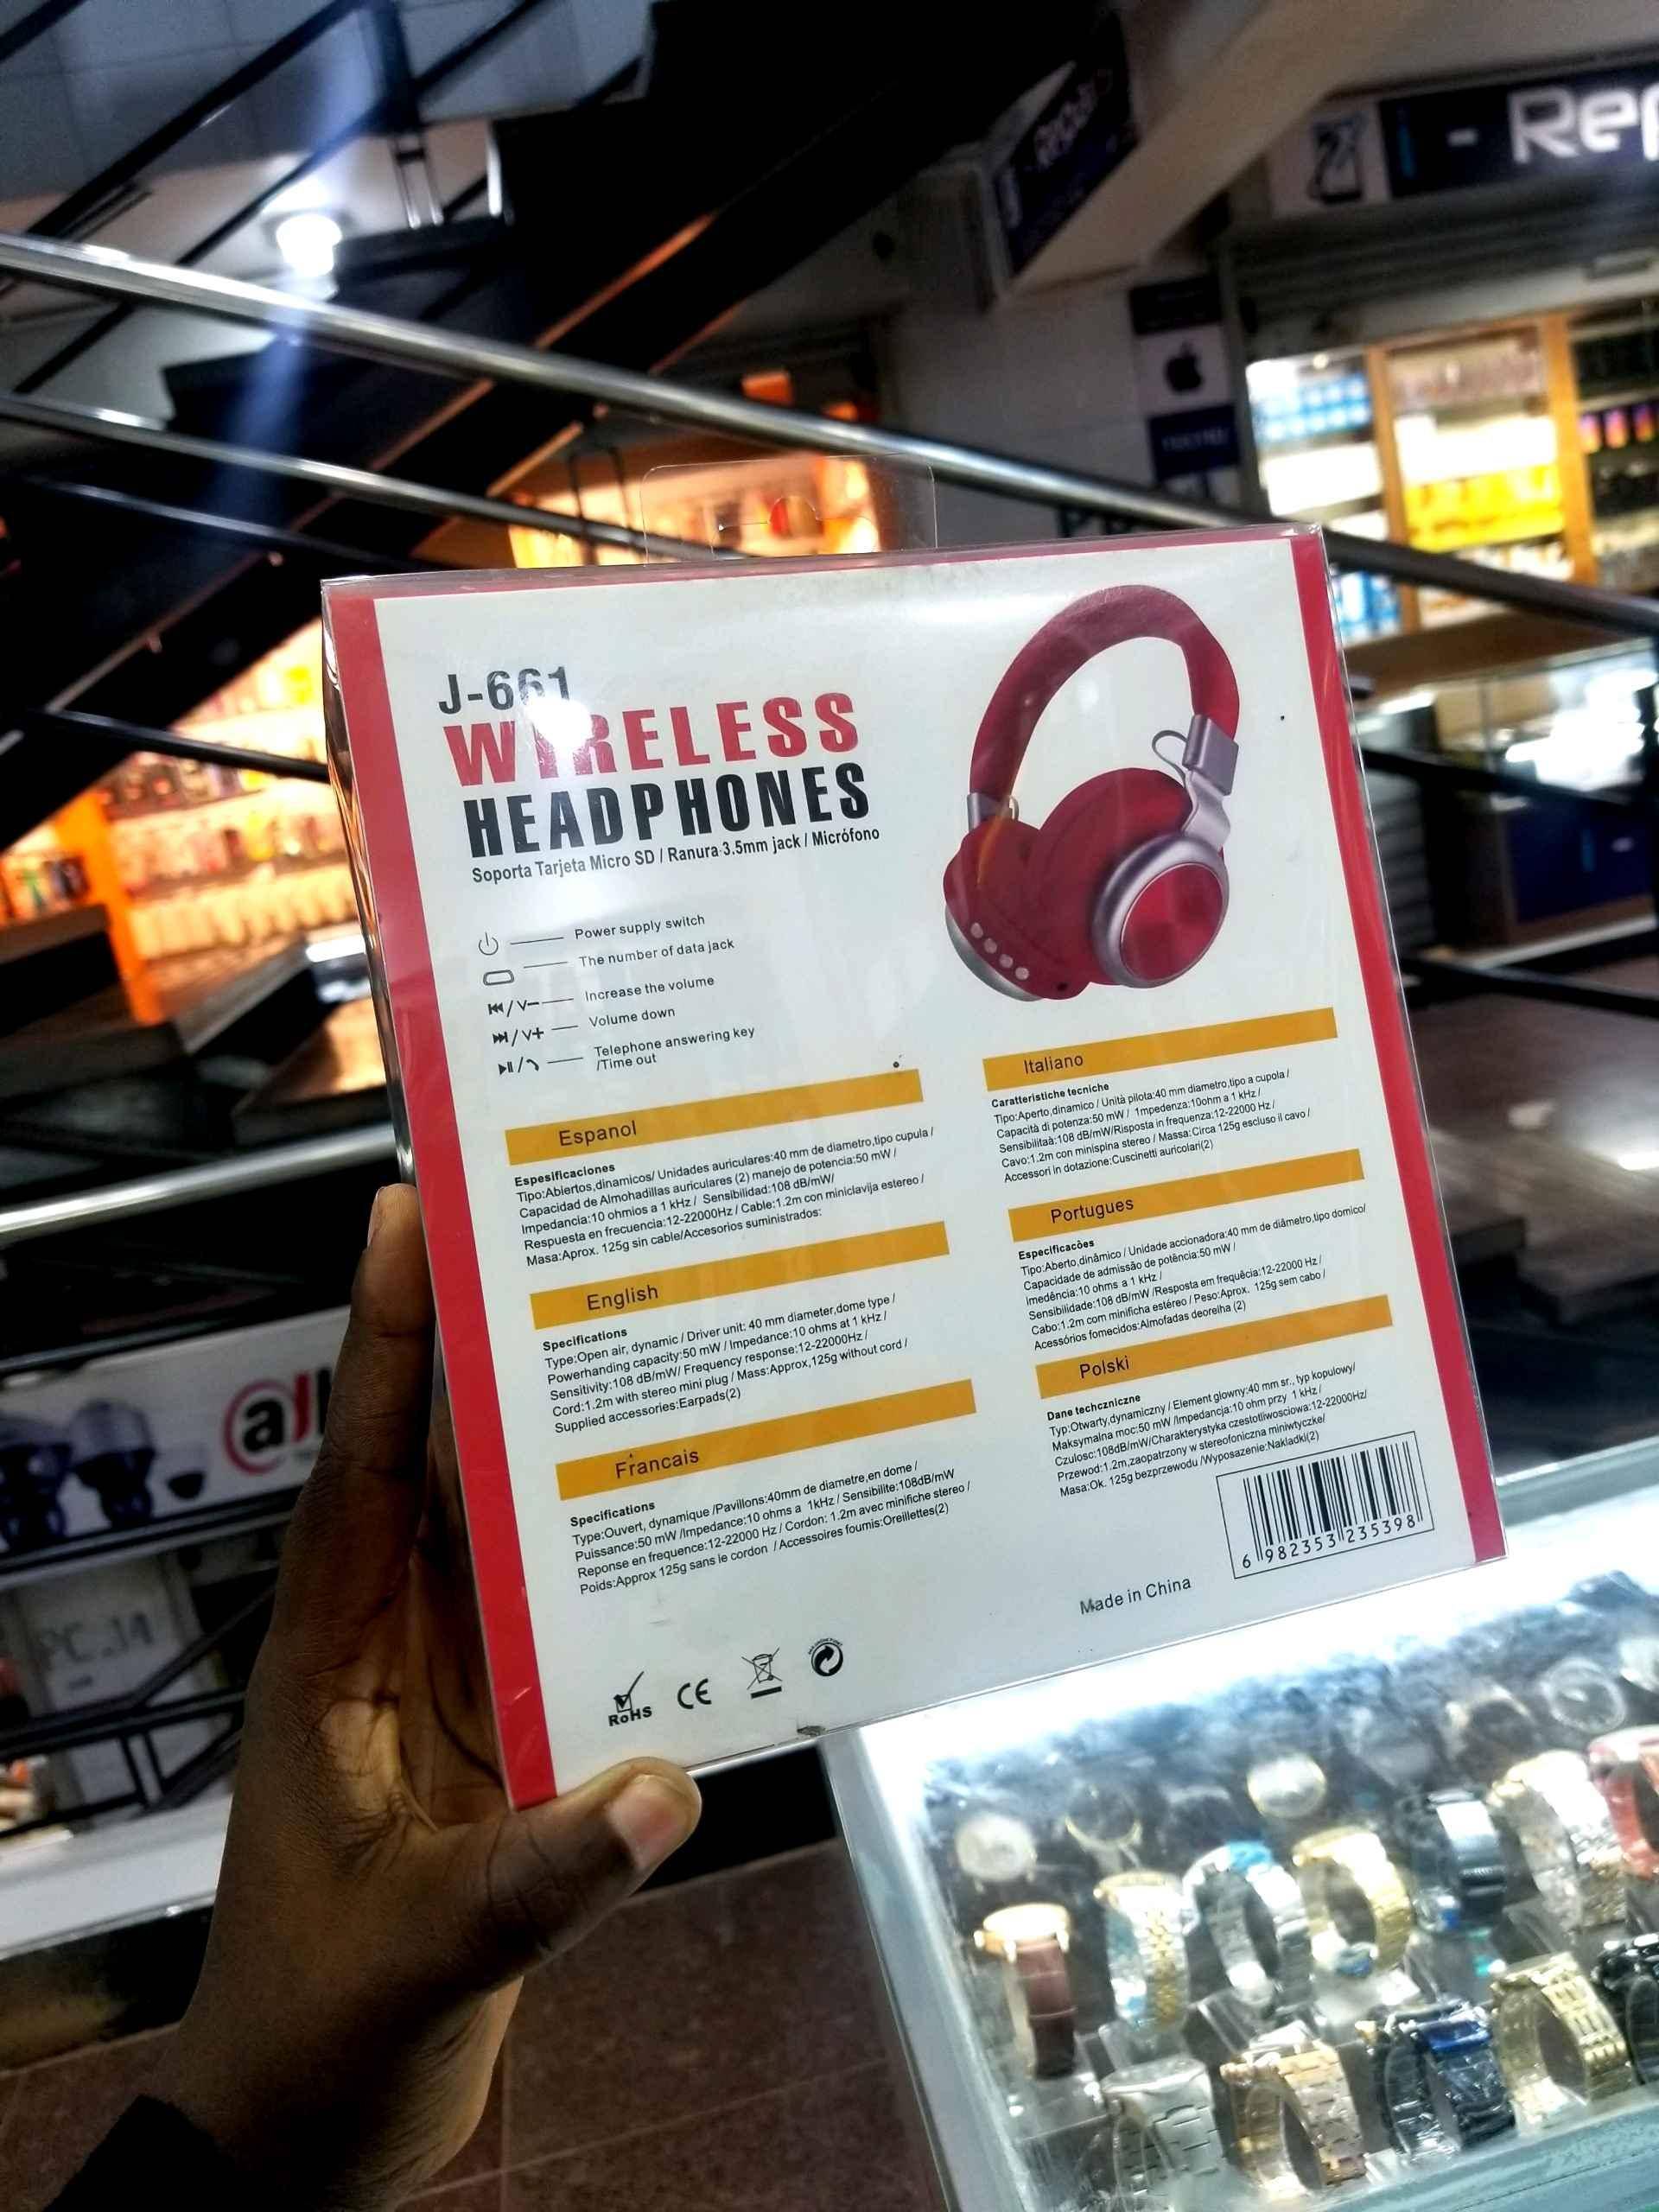 - Rep
J-661
WIRELESS
HEADPHONES
Soporta Tarjeta Micro SD / Ranura 3.5mm jack / Micrófono
Power supply switch
The number of data jack
/ V- Increase the volume
/ V+ Volume down
Telephone answering key
/Time out
Espanol
Espesificaciones
Tipo:Abiertos,dinamicos/ Unidades auriculares:40 mm de diametro,tipo cupula /
Capacidad de Almohadillas auriculares (2) manejo de potencia:50 mW /
Impedancia:10 ohmios a 1 kHz / Sensibilidad:108 dB/mW/
Respuesta en frecuencia:12-22000Hz / Cable:1.2m con miniclavija estereo /
Masa:Aprox. 125g sin cable/Accesorios suministrados:
English
Specifications
Type:Open air, dynamic / Driver unit: 40 mm diameter,dome type /
Powerhanding capacity:50 mW / Impedance:10 ohms at 1 kHz /
Sensitivity:108 dB/mW/ Frequency response:12-22000Hz /
Cord:1.2m with stereo mini plug / Mass:Approx,125g without cord /
Supplied accessories:Earpads(2)
Francais
Specifications
Type:Ouvert, dynamique /Pavillons:40mm de diametre,en dome /
Puissance:50 mW /Impedance:10 ohms a 1kHz / Sensibilite:108dB/mW
Reponse en frequence:12-22000 Hz / Cordon: 1.2m avec minifiche stereo /
Poids:Approx 125g sans le cordon / Accessoires fournis:Oreillettes(2)
Italiano
Caratteristiche tecniche
Tipo:Aperto,dinamico / Unità pilota:40 mm diametro,tipo a cupola /
Capacità di potenza:50 mW / 1mpedenza:10ohm a 1 kHz /
Sensibilitaà:108 dB/mW/Risposta in frequenza:12-22000 Hz /
Cavo:1.2m con minispina stereo / Massa:Circa 125g escluso il cavo /
Accessori in dotazione:Cuscinetti auricolari(2)
Portugues
Especificacões
Tipo:Aberto,dinâmico / Unidade accionadora:40 mm de diâmetro,tipo domico/
Capacidade de admissão de potência:50 mW /
Imedência:10 ohms a 1 kHz /
Sensibilidade:108 dB/mW /Resposta em frequêcia:12-22000 Hz /
Cabo:1.2m com minificha estéreo / Peso:Aprox. 125g sem cabo /
Acessórios fornecidos:Almofadas deorelha (2)
Polski
Dane techczniczne
Typ:Otwarty,dynamiczny / Element glowny:40 mm sr., typ kopulowy/
Maksymalna moc:50 mW /Impedancja:10 ohm przy 1 kHz /
Czulosc:108dB/mW/Charakterystyka czestotliwosciowa:12-22000Hz/
Przewod:1.2m,zaopatrzony w stereofoniczna miniwtyczke/
Masa:Ok. 125g bezprzewodu /Wyposazenie:Nakladki(2)
6 982353 235398
Made in China
RoHS
CE